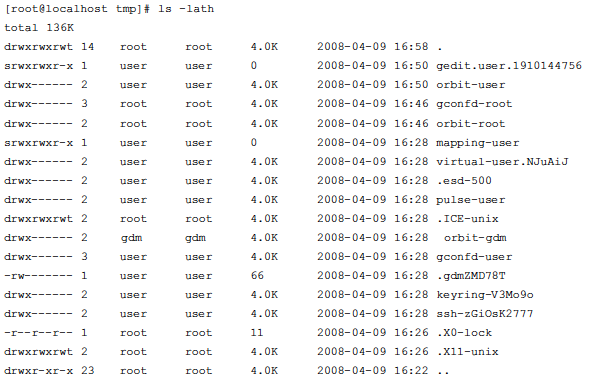 [root@localhost tmp]# ls -lath
total 136K
drwxrwxrwt 14 root root 4.0K 2008-04-09 16:58 .
srwxrwxr-x 1 user user 0 2008-04-09 16:50 gedit.user.1910144756
drwx------ 2 user user 4.0K 2008-04-09 16:50 orbit-user
drwx------ 3 root root 4.0K 2008-04-09 16:46 gconfd-root
drwx------ 2 root root 4.0K 2008-04-09 16:46 orbit-root
srwxrwxr-x 1 user user 0 2008-04-09 16:28 mapping-user
drwx------ 2 user user 4.0K 2008-04-09 16:28 virtual-user.NJuAiJ
drwx------ 2 user user 4.0K 2008-04-09 16:28 .esd-500
drwx------ 2 user user 4.0K 2008-04-09 16:28 pulse-user
drwxrwxrwt 2 root root 4.0K 2008-04-09 16:28 .ICE-unix
drwx------ 2 gdm gdm 4.0K 2008-04-09 16:28 orbit-gdm
drwx------ 3 user user 4.0K 2008-04-09 16:28 gconfd-user
-rw------- 1 user user 66 2008-04-09 16:28 .gdmZMD78T
drwx------ 2 user user 4.0K 2008-04-09 16:28 keyring-V3Mo9o
drwx------ 2 user user 4.0K 2008-04-09 16:28 ssh-zGiOsK2777
-r--r--r-- 1 root root 11 2008-04-09 16:26 .X0-lock
drwxrwxrwt 2 root root 4.0K 2008-04-09 16:26 .X11-unix
drwxr-xr-x 23 root root 4.0K 2008-04-09 16:22 ..